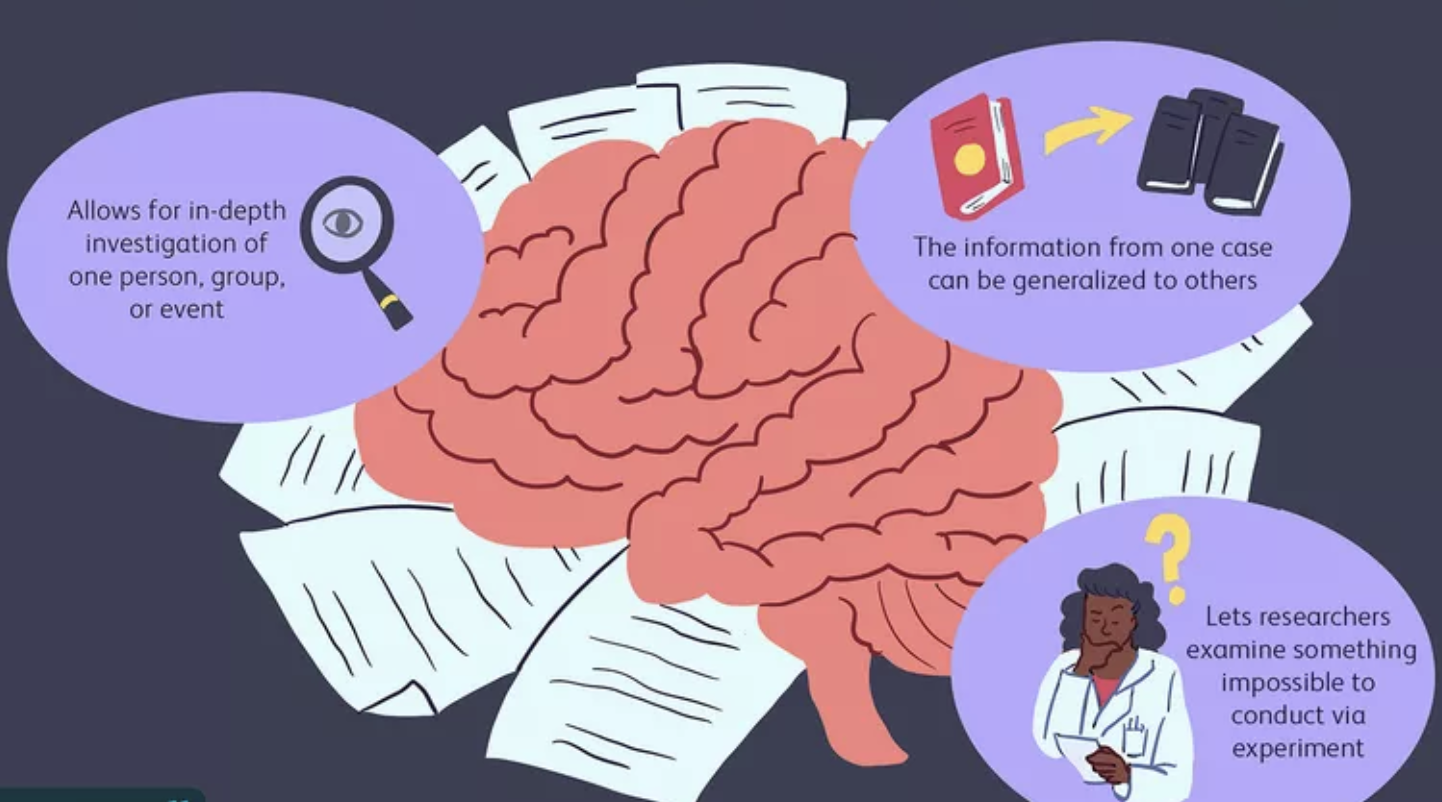 Allows for in-depth
investigation of
one person, group,
or event
The information from one case
can be generalized to others
Lets researchers
examine something
impossible to
conduct via
experiment